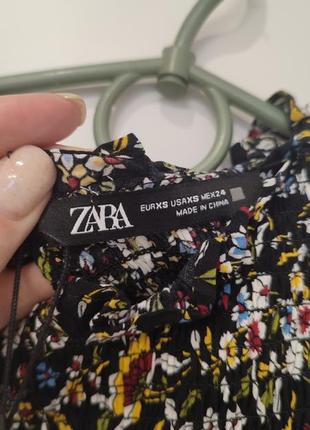 ZARA
EUR XS USA XS MEX 24
MADE IN CHINA